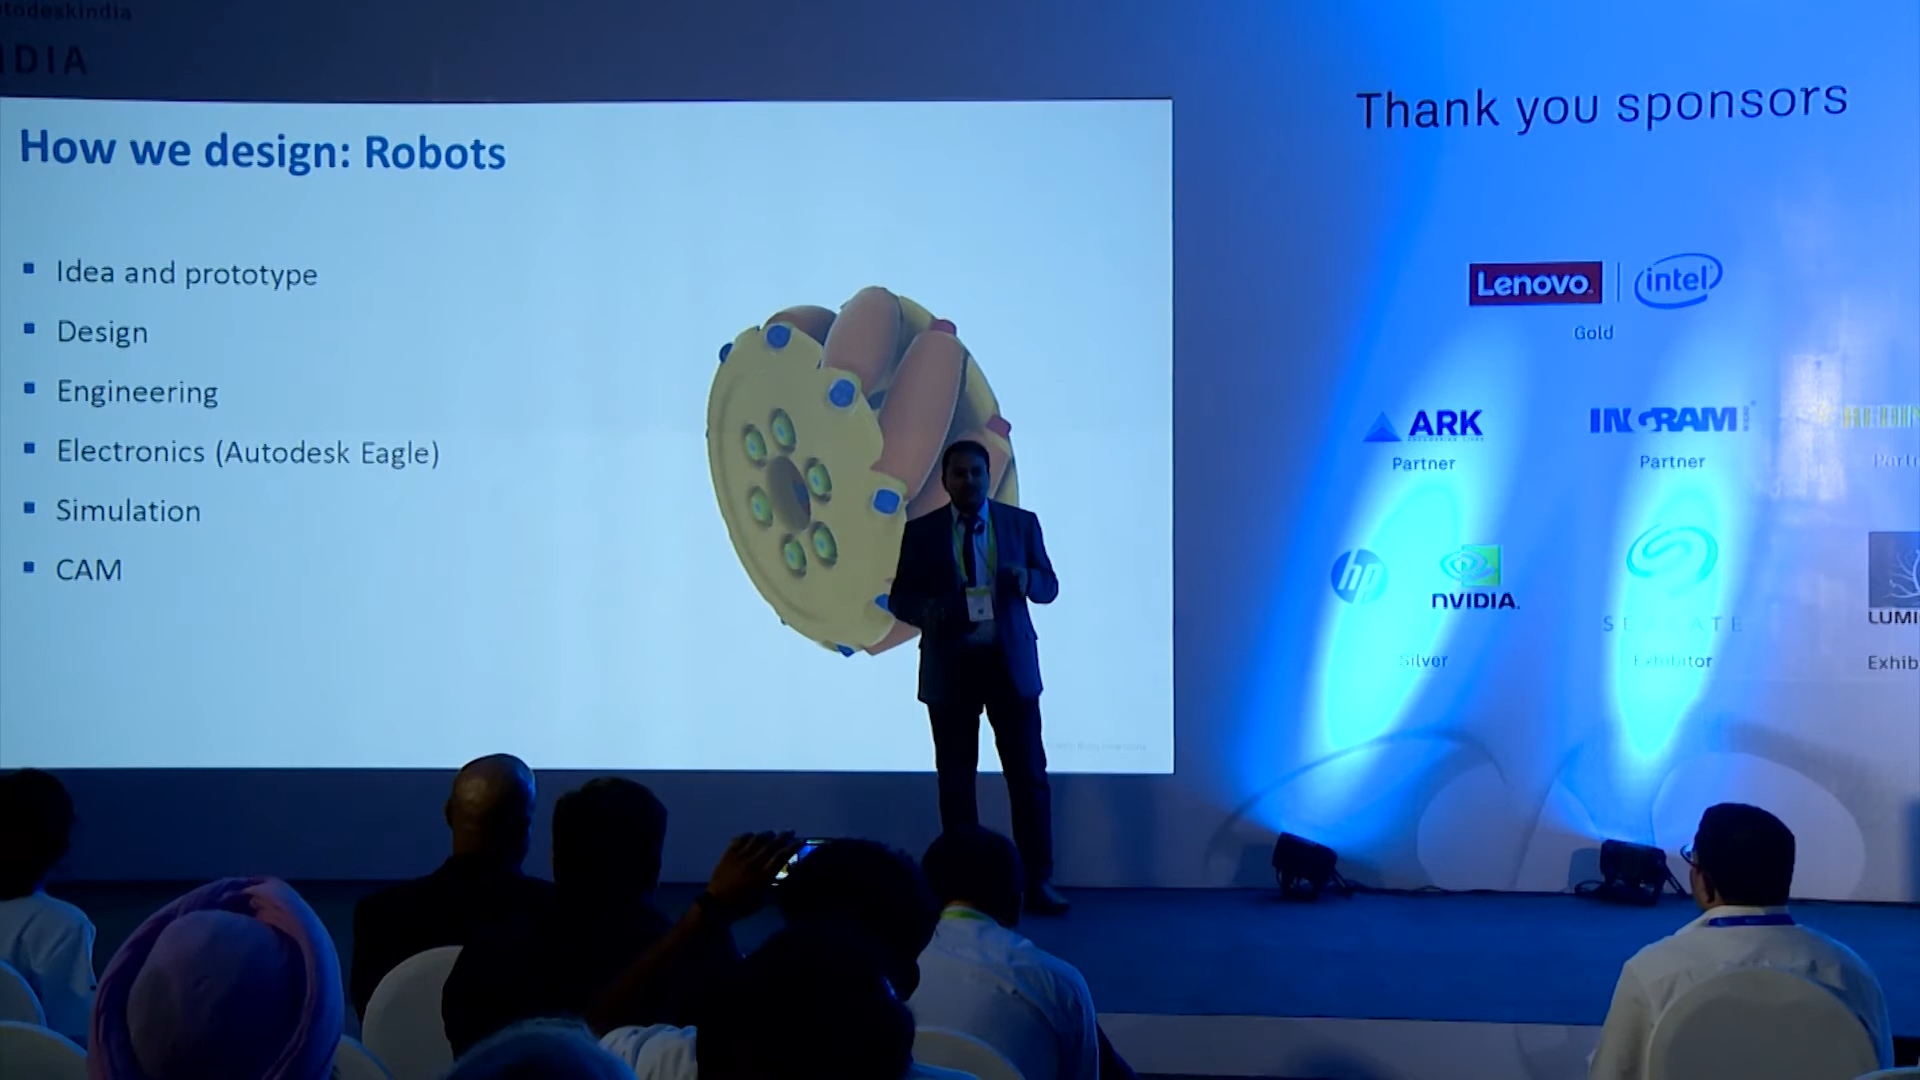 todeskindia
DIA
How we design: Robots
Idea and prototype
Design
Engineering
Electronics (Autodesk Eagle)
Simulation
CAM
Thank you sponsors
Lenovo
intel
Gold
ARK
Partner
INGRAM
Partner
hp
NVIDIA.
Silver
SEAGATE
Exhibitor
LUMI
Exhib